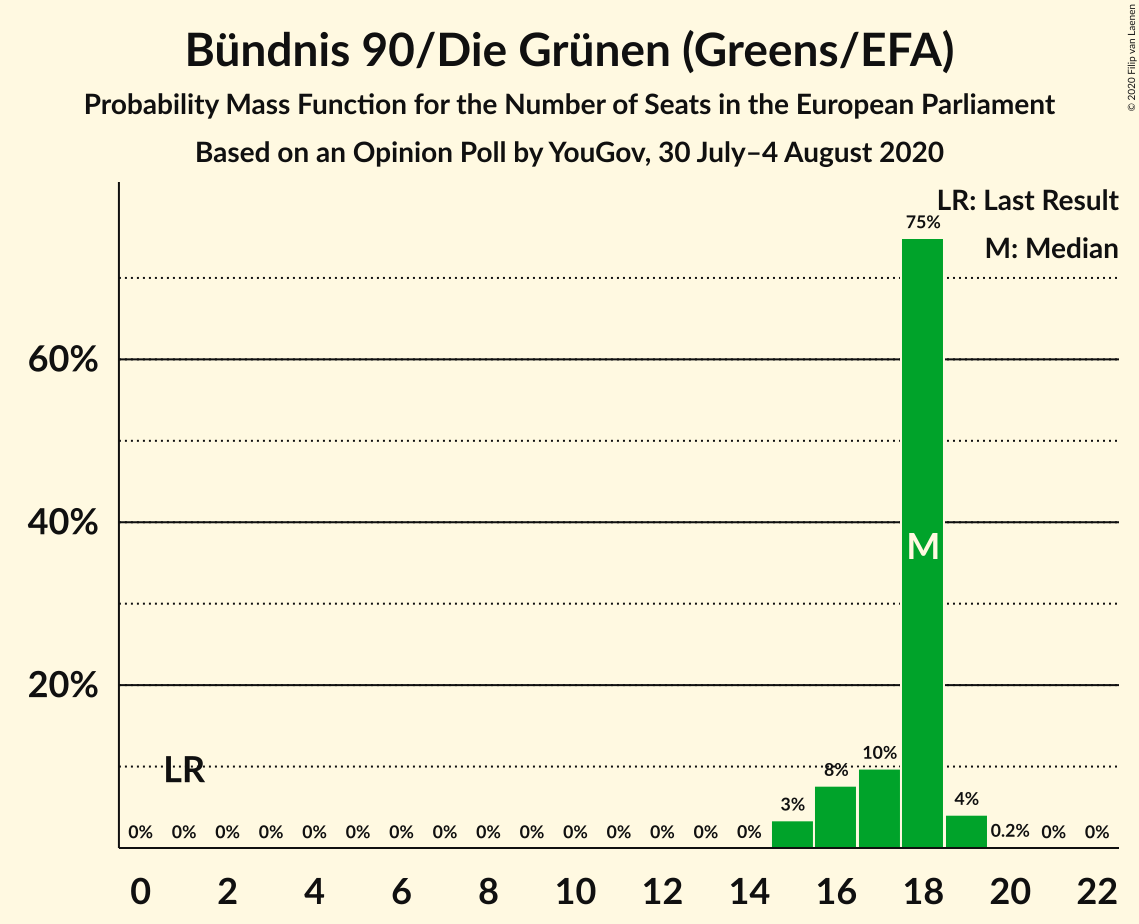 Bündnis 90/Die Grünen (Greens/EFA)
Probability Mass Function for the Number of Seats in the European Parliament
Based on an Opinion Poll by YouGov, 30 July–4 August 2020
© 2020 Filip van Laenen
LR: Last Result
M: Median
75%
60%
40%
M
20%
LR
10%
8%
3%
4%
0% 0% 0% 0% 0% 0% 0% 0% 0% 0% 0% 0% 0% 0% 0% 0.2% 0% 0%
0 2 4 6 8 10 12 14 16 18 20 22